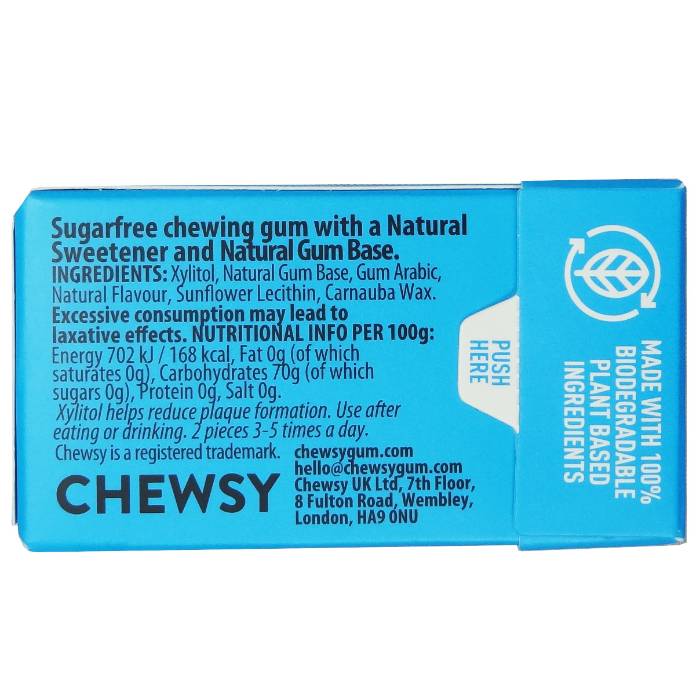 Sugarfree chewing gum with a Natural
Sweetener and Natural Gum Base.
INGREDIENTS: Xylitol, Natural Gum Base, Gum Arabic,
Natural Flavour, Sunflower Lecithin, Carnauba Wax.
Excessive consumption may lead to
laxative effects. NUTRITIONAL INFO PER 100g:
Energy 702 kJ / 168 kcal, Fat 0g (of which
saturates 0g), Carbohydrates 70g (of which
sugars 0g), Protein 0g, Salt 0g.
Xylitol helps reduce plaque formation. Use after
eating or drinking. 2 pieces 3-5 times a day.
Chewsy is a registered trademark.
CHEWSY
chewsygum.com
hello@chewsygum.com
Chewsy UK Ltd, 7th Floor,
8 Fulton Road, Wembley,
London, HA9 0NU
PUSH
HERE
MADE WITH 100%
BIODEGRADABLE
PLANT BASED
INGREDIENTS